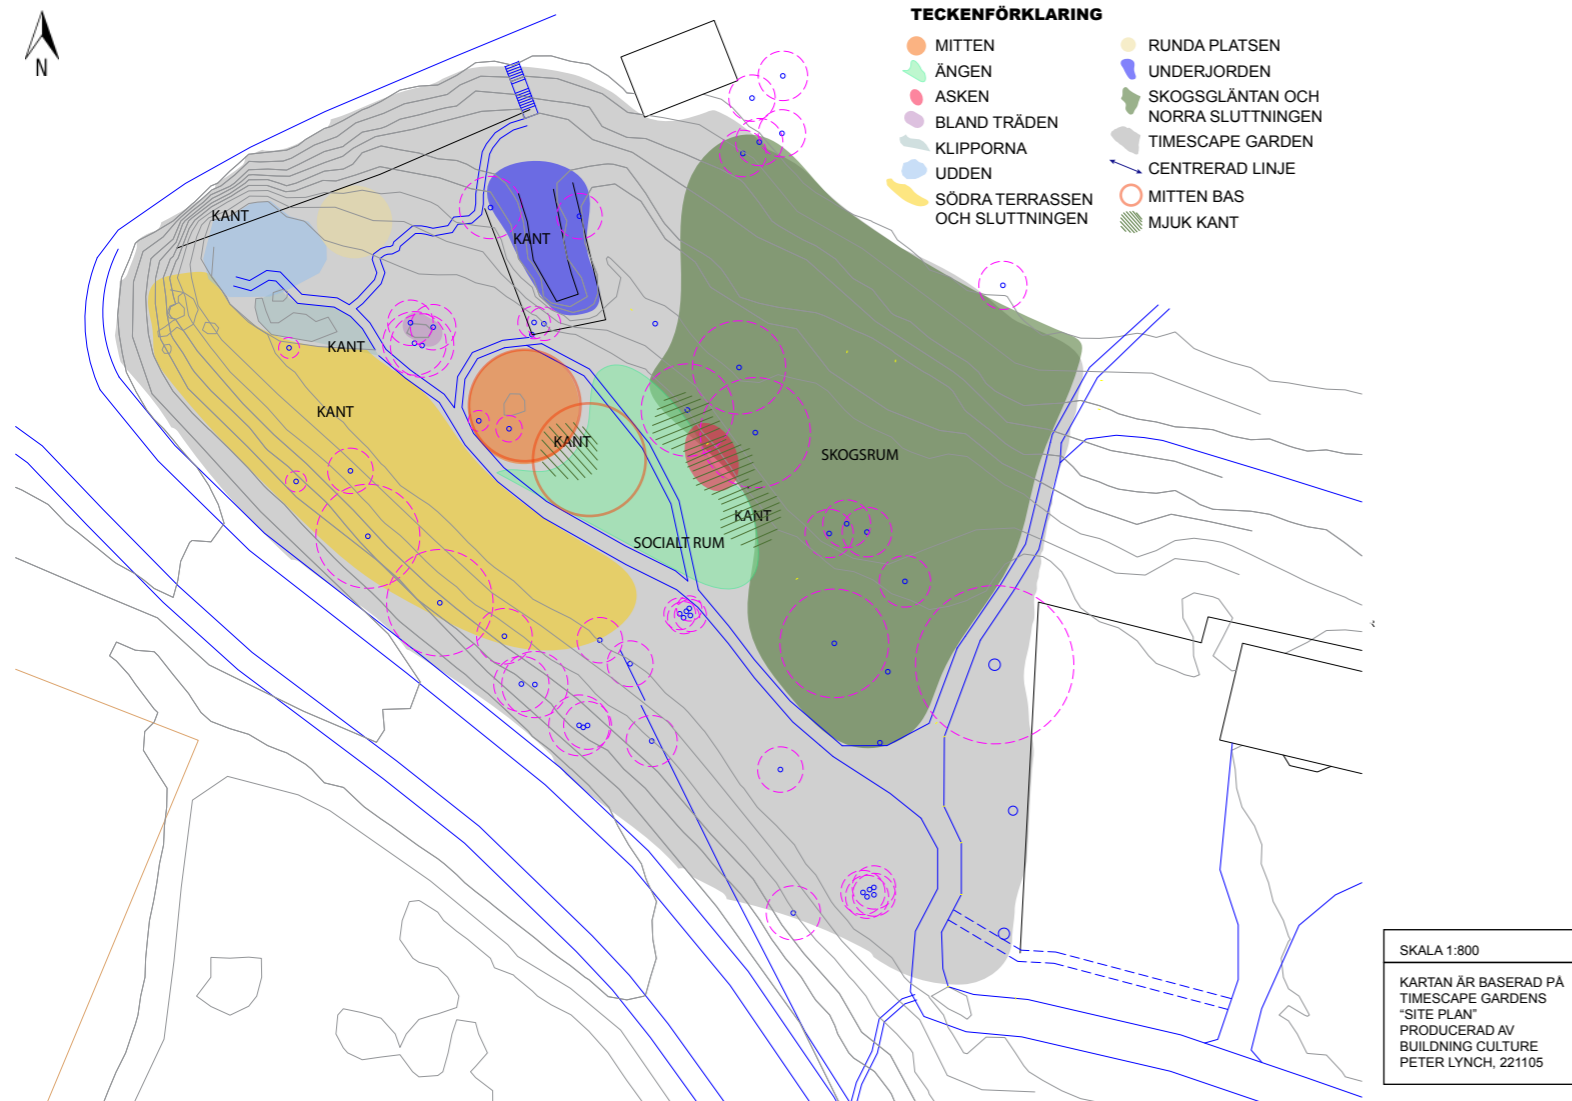 TECKENFÖRKLARING
MITTEN
ÄNGEN
ASKEN
BLAND TRÄDEN
KLIPPORNA
UDDEN
SÖDRA TERRASSEN
OCH SLUTTNINGEN
RUNDA PLATSEN
UNDERJORDEN
SKOGSGLÄNTAN OCH
NORRA SLUTTNINGEN
TIMESCAPE GARDEN
CENTRERAD LINJE
MITTEN BAS
MJUK KANT
N
KANT
KANT
KANT
KANT
KANT
SKOGSRUM
KANT
SOCIALT RUM
SKALA 1:800
KARTAN ÄR BASERAD PÅ
TIMESCAPE GARDENS
“SITE PLAN”
PRODUCERAD AV
BUILDNING CULTURE
PETER LYNCH, 221105